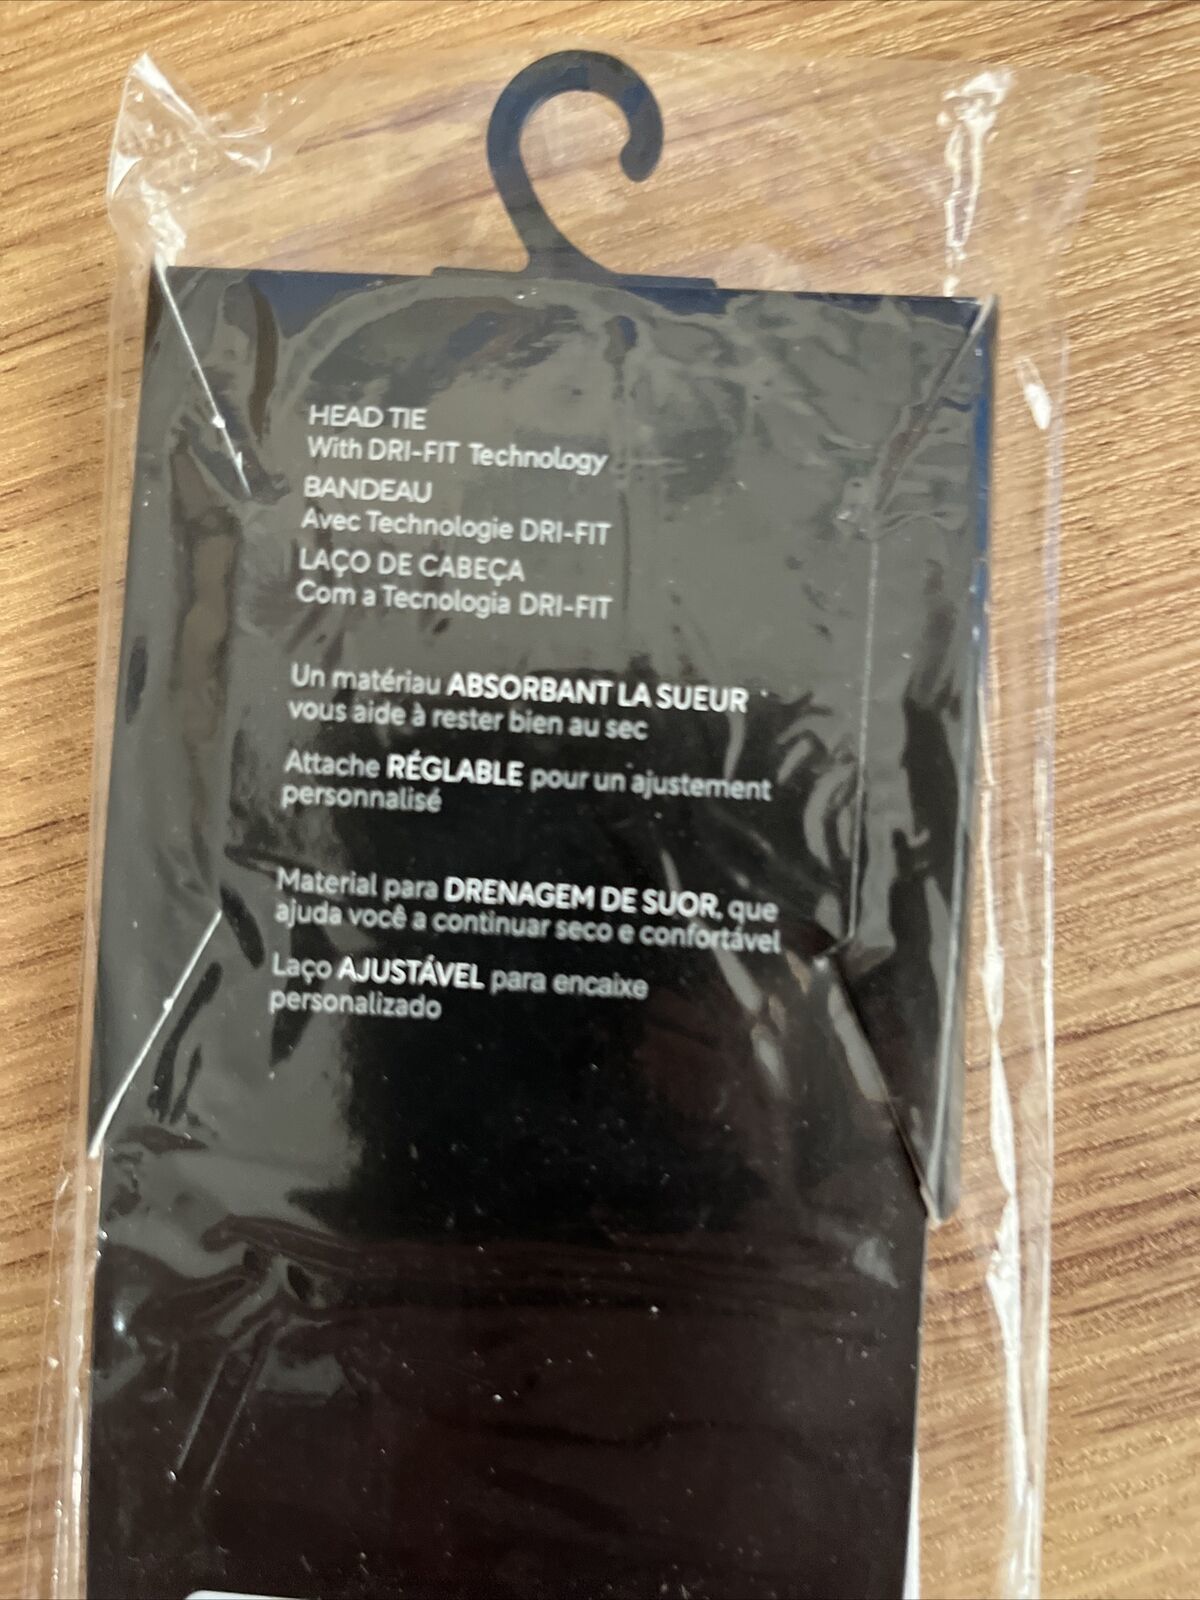 HEAD TIE
With DRI-FIT Technology
BANDEAU
Avec Technologie DRI-FIT
LAÇO DE CABEÇA
Com a Tecnologia DRI-FIT
Un matériau ABSORBANT LA SUEUR
vous aide à rester bien au sec
Attache RÉGLABLE pour un ajustement
personnalisé
Material para DRENAGEM DE SUOR, que
ajuda você a continuar seco e confortável
Laço AJUSTÁVEL para encaixe
personalizado